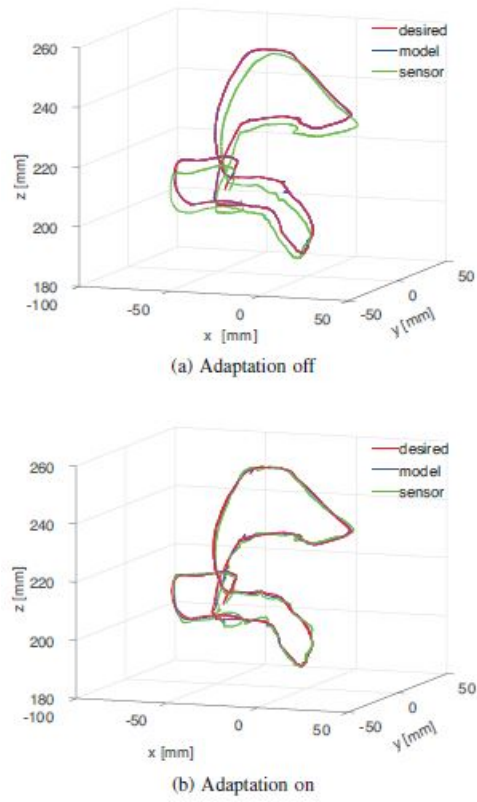 260
desired
model
sensor
240
z [mm]
220
200
180
-100
-50
0
50
x [mm]
-50
0
50
y [mm]
(a) Adaptation off
260
desired
model
sensor
240
z [mm]
220
200
180
-100
-50
0
50
x [mm]
-50
0
50
y [mm]
(b) Adaptation on